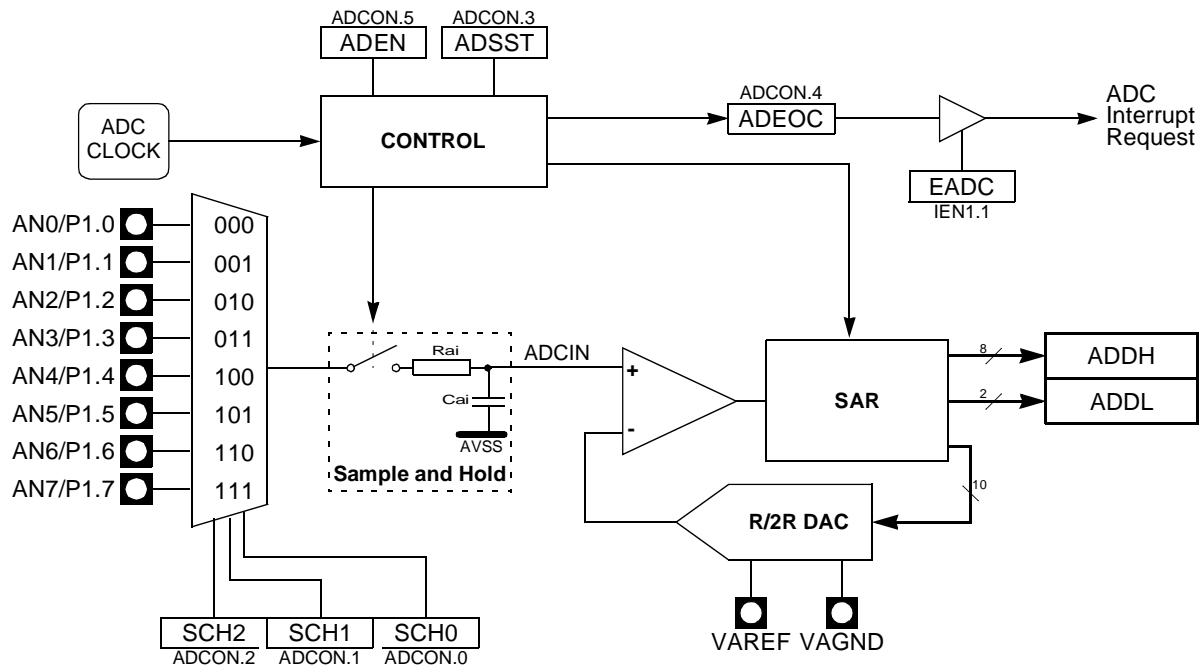 ADCON.5
ADEN
ADCON.3
ADSST
ADC
CLOCK
CONTROL
ADCON.4
ADEOC
ADC
Interrupt
Request
EADC
IEN1.1
AN0/P1.0
000
AN1/P1.1
001
AN2/P1.2
010
AN3/P1.3
011
AN4/P1.4
100
AN5/P1.5
101
AN6/P1.6
110
AN7/P1.7
111
Rai
Cai
AVSS
Sample and Hold
ADCIN
+
-
SAR
8
ADDH
2
ADDL
10
R/2R DAC
VAREF
VAGND
SCH2
SCH1
SCH0
ADCON.2
ADCON.1
ADCON.0